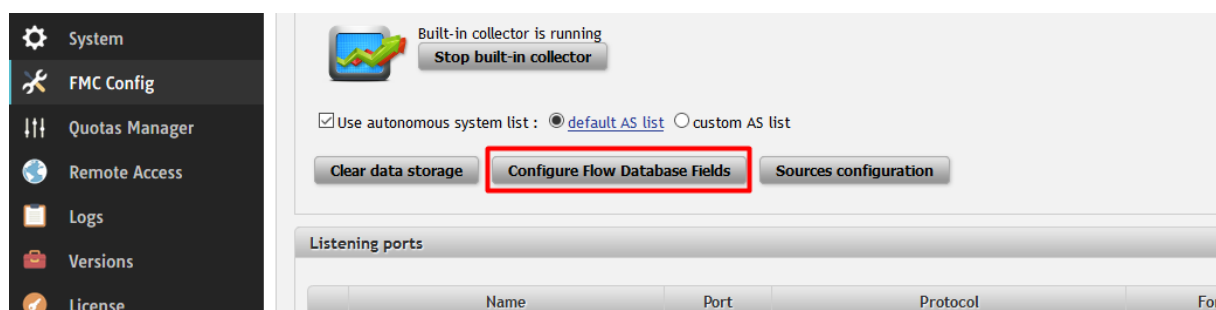 System
FMC Config
Quotas Manager
Remote Access
Logs
Versions
License
Built-in collector is running
Stop built-in collector
Use autonomous system list : default AS list custom AS list
Clear data storage Configure Flow Database Fields Sources configuration
Listening ports
Name Port Protocol